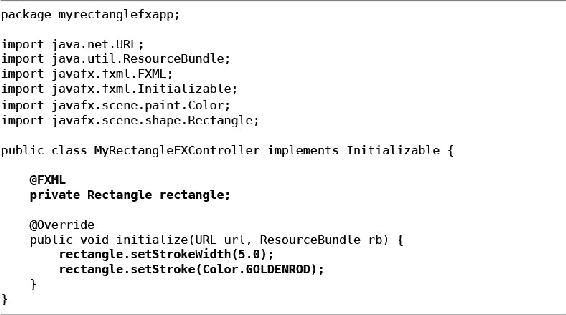 package myrectanglefxapp;
import java.net.URL;
import java.util.ResourceBundle;
import javafx.fxml.FXML;
import javafx.fxml.Initializable;
import javafx.scene.paint.Color;
import javafx.scene.shape.Rectangle;
public class MyRectangleFXController implements Initializable {
    @FXML
    private Rectangle rectangle;
    @Override
    public void initialize(URL url, ResourceBundle rb) {
        rectangle.setStrokeWidth(5.0);
        rectangle.setStroke(Color.GOLDENROD);
    }
}